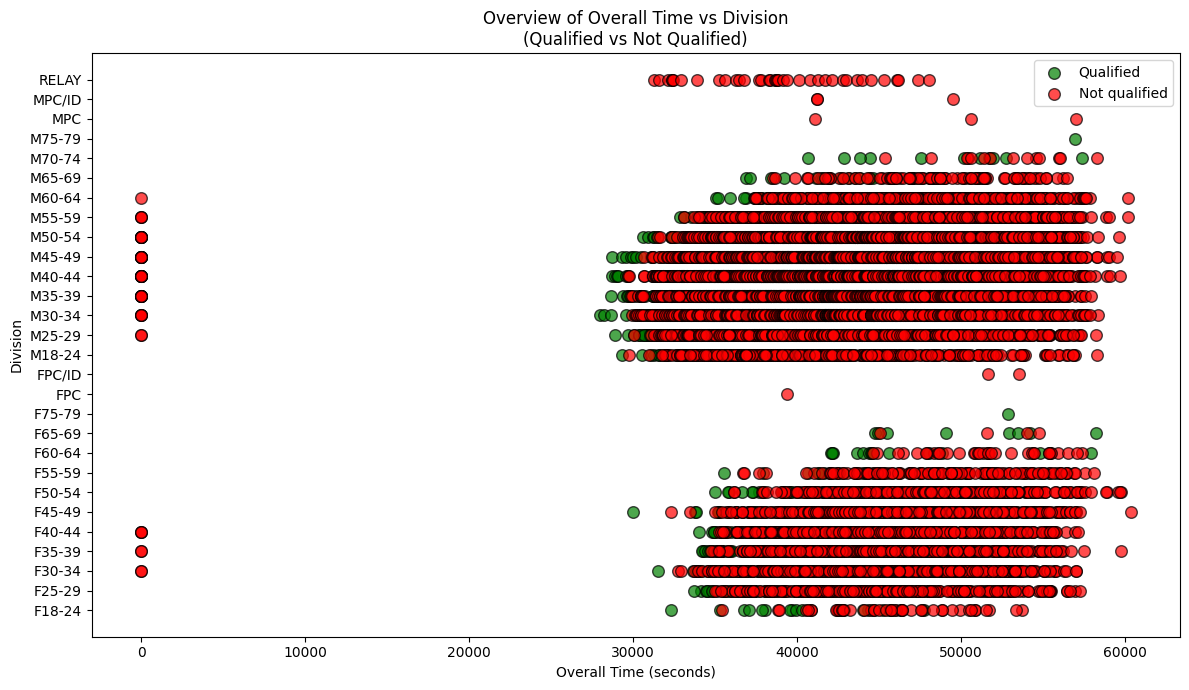 Overview of Overall Time vs Division
(Qualified vs Not Qualified)
Qualified
Not qualified
Division
RELAY
MPC/ID
MPC
M75-79
M70-74
M65-69
M60-64
M55-59
M50-54
M45-49
M40-44
M35-39
M30-34
M25-29
M18-24
FPC/ID
FPC
F75-79
F65-69
F60-64
F55-59
F50-54
F45-49
F40-44
F35-39
F30-34
F25-29
F18-24
0 10000 20000 30000 40000 50000 60000
Overall Time (seconds)